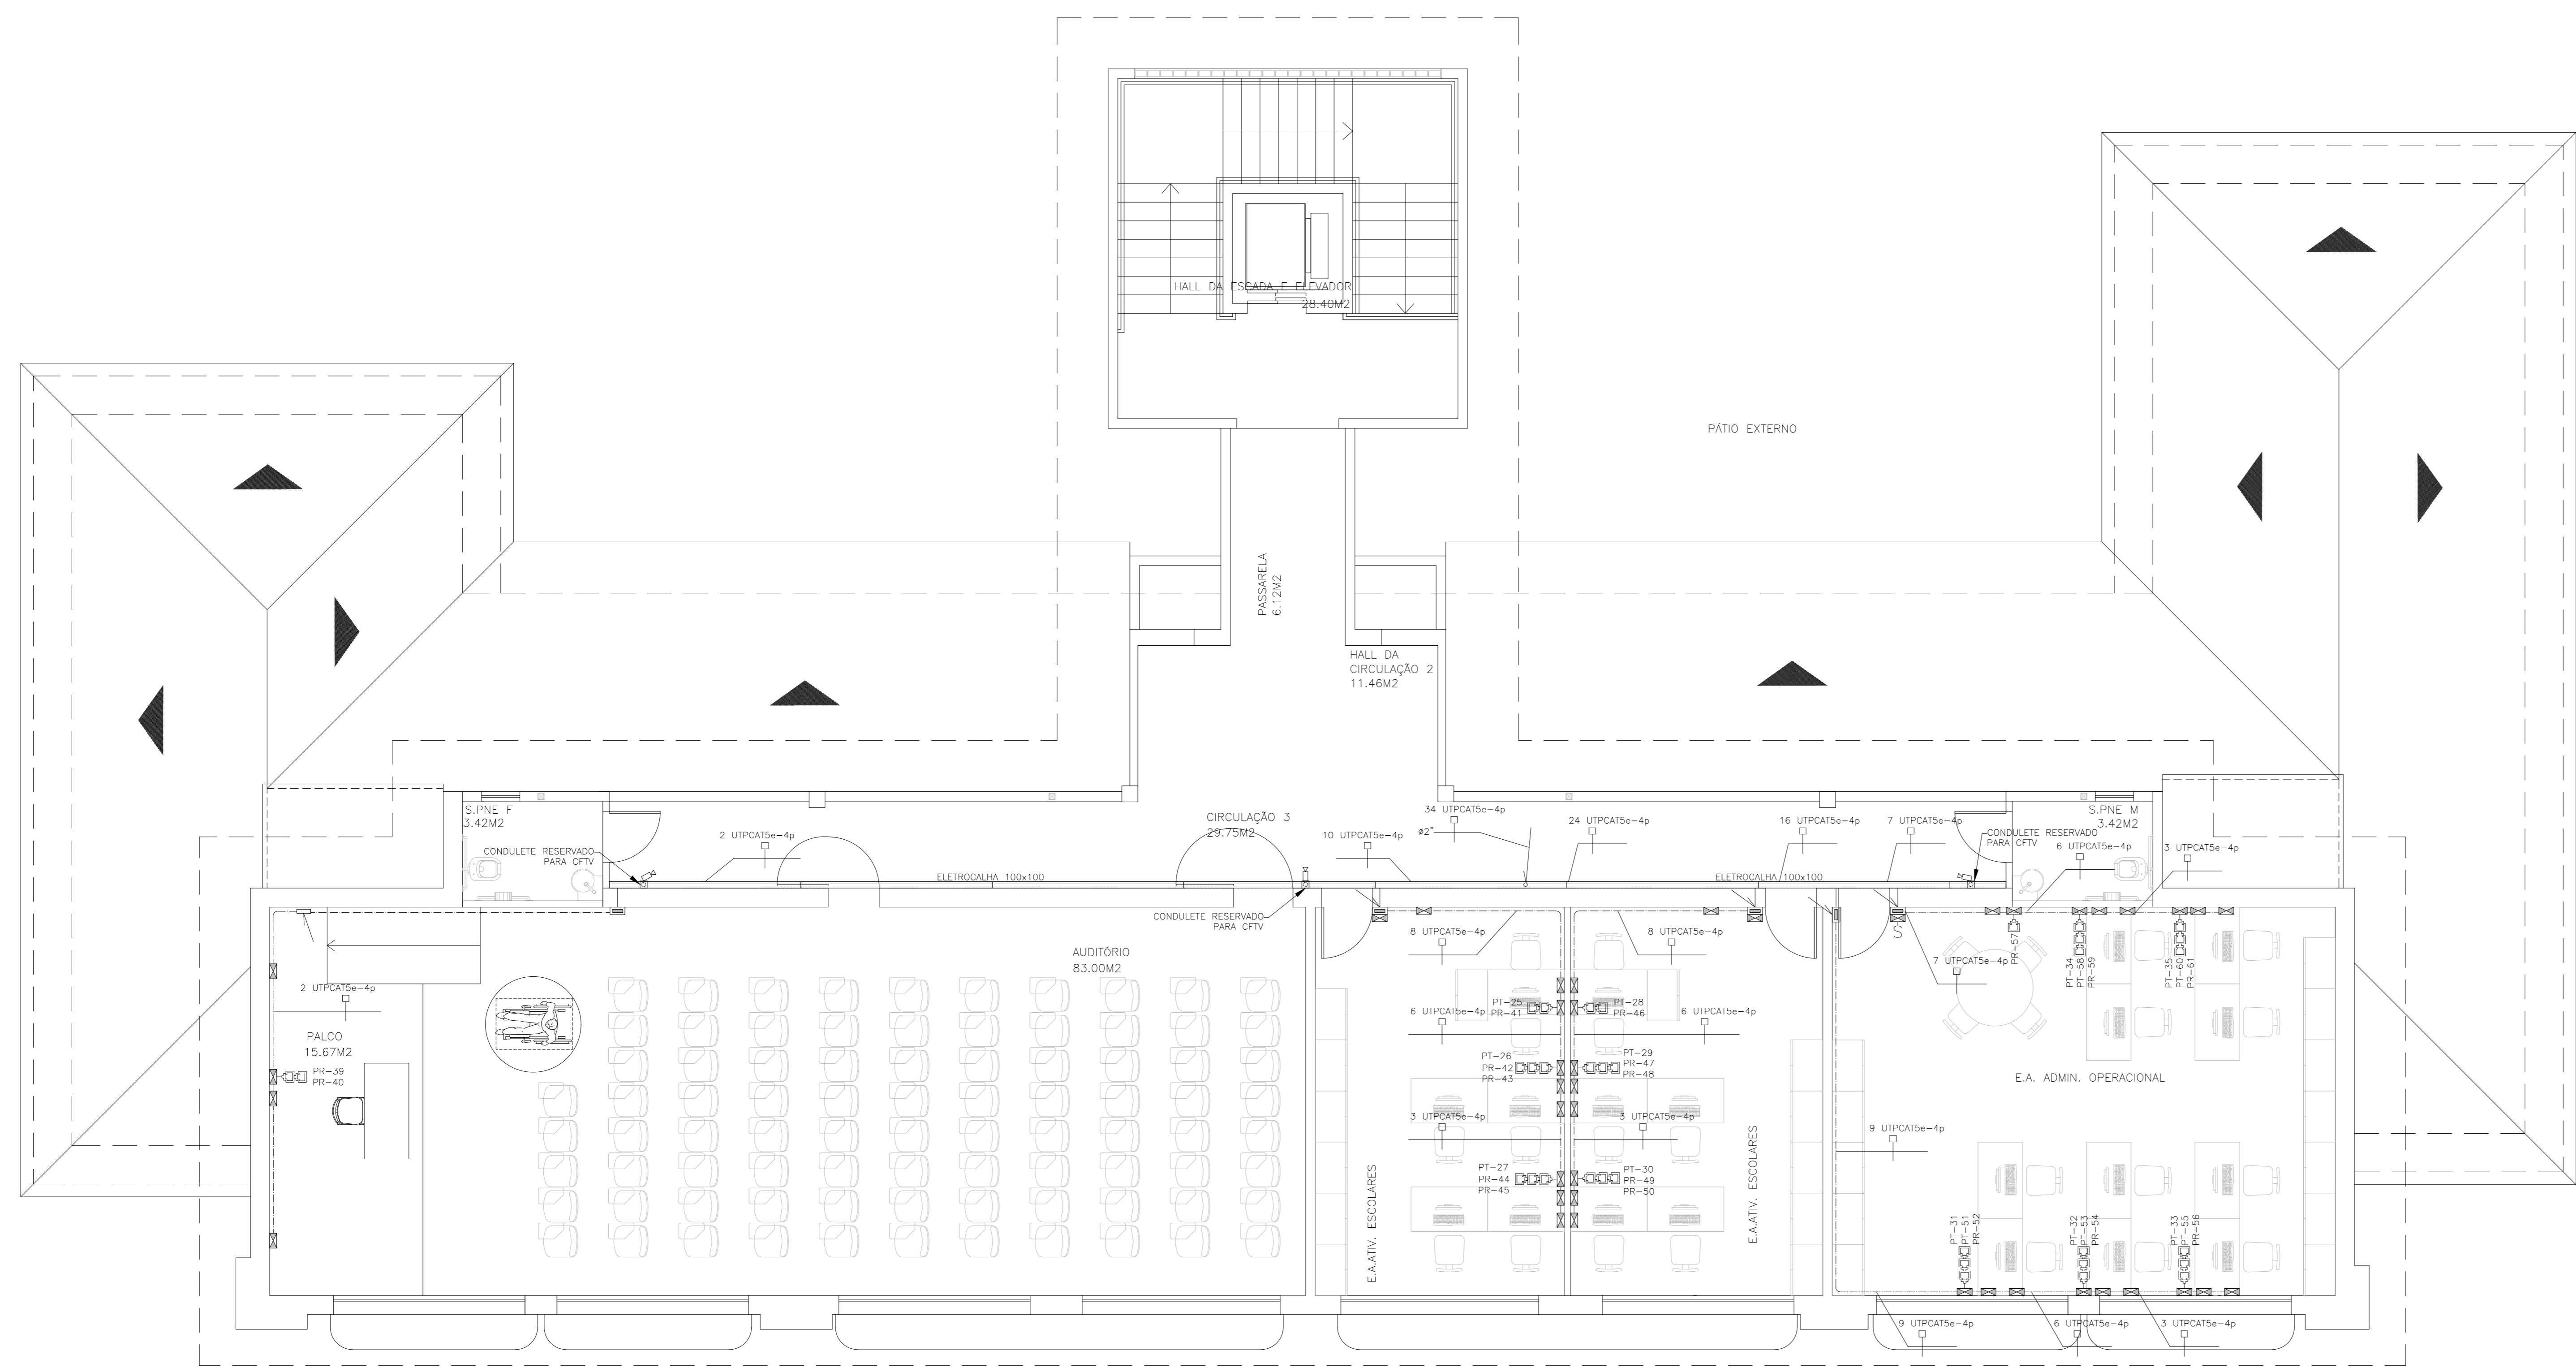 HALL DA ESCADA E ELEVADOR
28.40M2
PÁTIO EXTERNO
PASSARELA
6.12M2
HALL DA
CIRCULAÇÃO 2
11.46M2
S.PNE F
3.42M2
CONDULETE RESERVADO
PARA CFTV
2 UTPCAT5e-4p
ELETROCALHA 100x100
CIRCULAÇÃO 3
29.75M2
CONDULETE RESERVADO
PARA CFTV
10 UTPCAT5e-4p
34 UTPCAT5e-4p
ø2"
24 UTPCAT5e-4p
16 UTPCAT5e-4p
7 UTPCAT5e-4p
ELETROCALHA 100x100
CONDULETE RESERVADO
PARA CFTV
S.PNE M
3.42M2
6 UTPCAT5e-4p
3 UTPCAT5e-4p
2 UTPCAT5e-4p
PALCO
15.67M2
PR-39
PR-40
AUDITÓRIO
83.00M2
8 UTPCAT5e-4p
PT-25
PR-41
6 UTPCAT5e-4p
PT-26
PR-42
PR-43
3 UTPCAT5e-4p
PT-27
PR-44
PR-45
E.A.ATIV. ESCOLARES
8 UTPCAT5e-4p
PT-28
PR-46
6 UTPCAT5e-4p
PT-29
PR-47
PR-48
3 UTPCAT5e-4p
PT-30
PR-49
PR-50
E.A.ATIV. ESCOLARES
S
7 UTPCAT5e-4p
PR-57
PT-34
PT-58
PR-59
PT-35
PT-60
PR-61
E.A. ADMIN. OPERACIONAL
9 UTPCAT5e-4p
PT-31
PT-51
PR-52
PT-32
PT-53
PR-54
PT-33
PT-55
PR-56
9 UTPCAT5e-4p
6 UTPCAT5e-4p
3 UTPCAT5e-4p